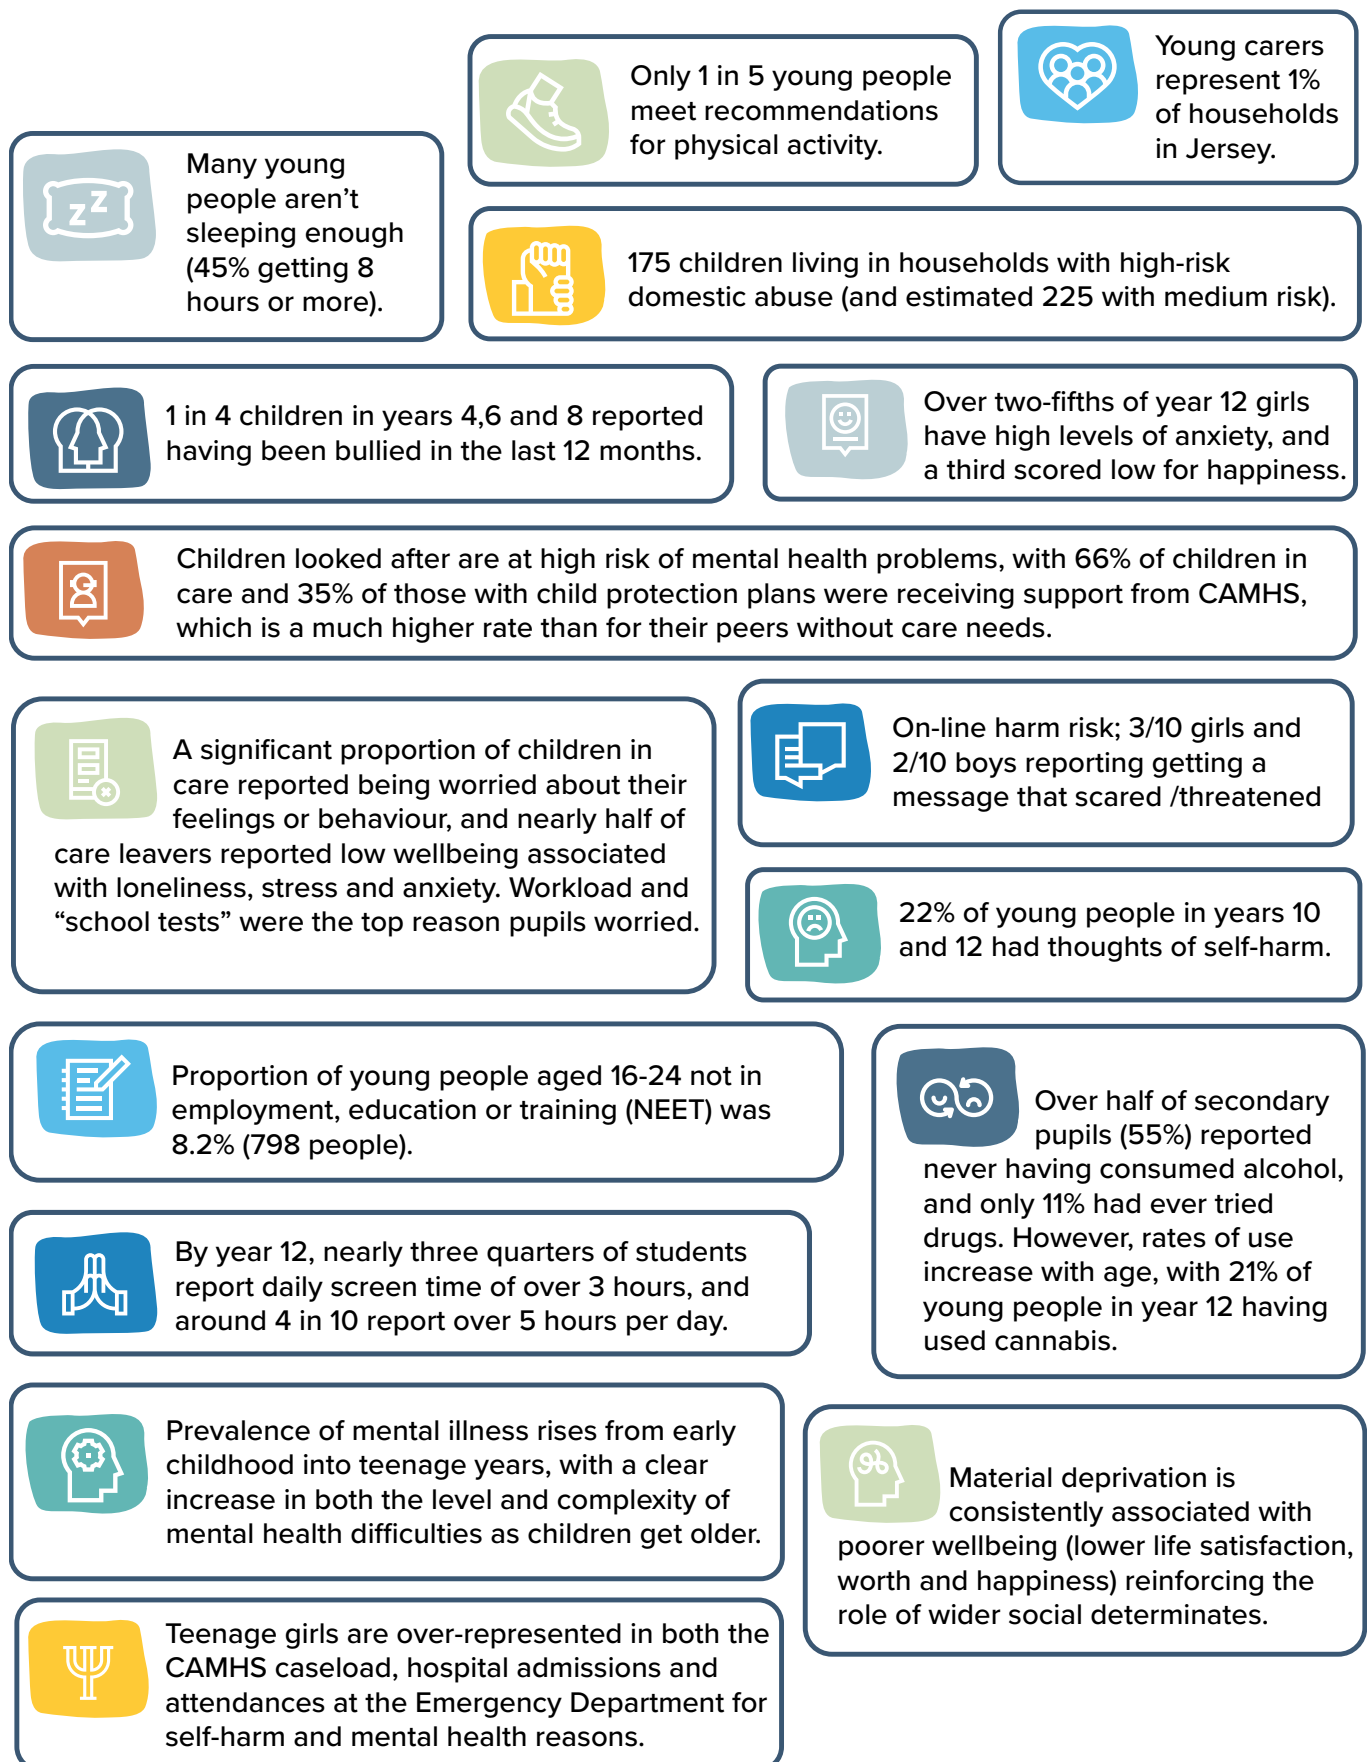 Only 1 in 5 young people
meet recommendations
for physical activity.
Young carers
represent 1%
of households
in Jersey.
Many young
people aren’t
sleeping enough
(45% getting 8
hours or more).
zz
175 children living in households with high-risk
domestic abuse (and estimated 225 with medium risk).
1 in 4 children in years 4,6 and 8 reported
having been bullied in the last 12 months.
Over two-fifths of year 12 girls
have high levels of anxiety, and
a third scored low for happiness.
Children looked after are at high risk of mental health problems, with 66% of children in
care and 35% of those with child protection plans were receiving support from CAMHS,
which is a much higher rate than for their peers without care needs.
A significant proportion of children in
care reported being worried about their
feelings or behaviour, and nearly half of
care leavers reported low wellbeing associated
with loneliness, stress and anxiety. Workload and
“school tests” were the top reason pupils worried.
On-line harm risk; 3/10 girls and
2/10 boys reporting getting a
message that scared /threatened
22% of young people in years 10
and 12 had thoughts of self-harm.
Proportion of young people aged 16-24 not in
employment, education or training (NEET) was
8.2% (798 people).
Over half of secondary
pupils (55%) reported
never having consumed alcohol,
and only 11% had ever tried
drugs. However, rates of use
increase with age, with 21% of
young people in year 12 having
used cannabis.
By year 12, nearly three quarters of students
report daily screen time of over 3 hours, and
around 4 in 10 report over 5 hours per day.
Prevalence of mental illness rises from early
childhood into teenage years, with a clear
increase in both the level and complexity of
mental health difficulties as children get older.
Material deprivation is
consistently associated with
poorer wellbeing (lower life satisfaction,
worth and happiness) reinforcing the
role of wider social determinates.
Teenage girls are over-represented in both the
CAMHS caseload, hospital admissions and
attendances at the Emergency Department for
self-harm and mental health reasons.